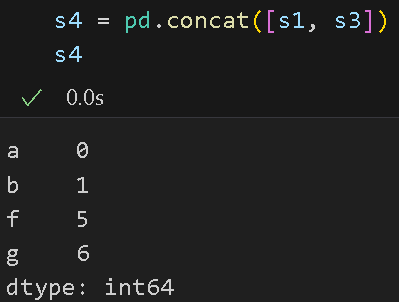 s4 = pd.concat([s1, s3])
s4
✓ 0.0s
a    0
b    1
f    5
g    6
dtype: int64